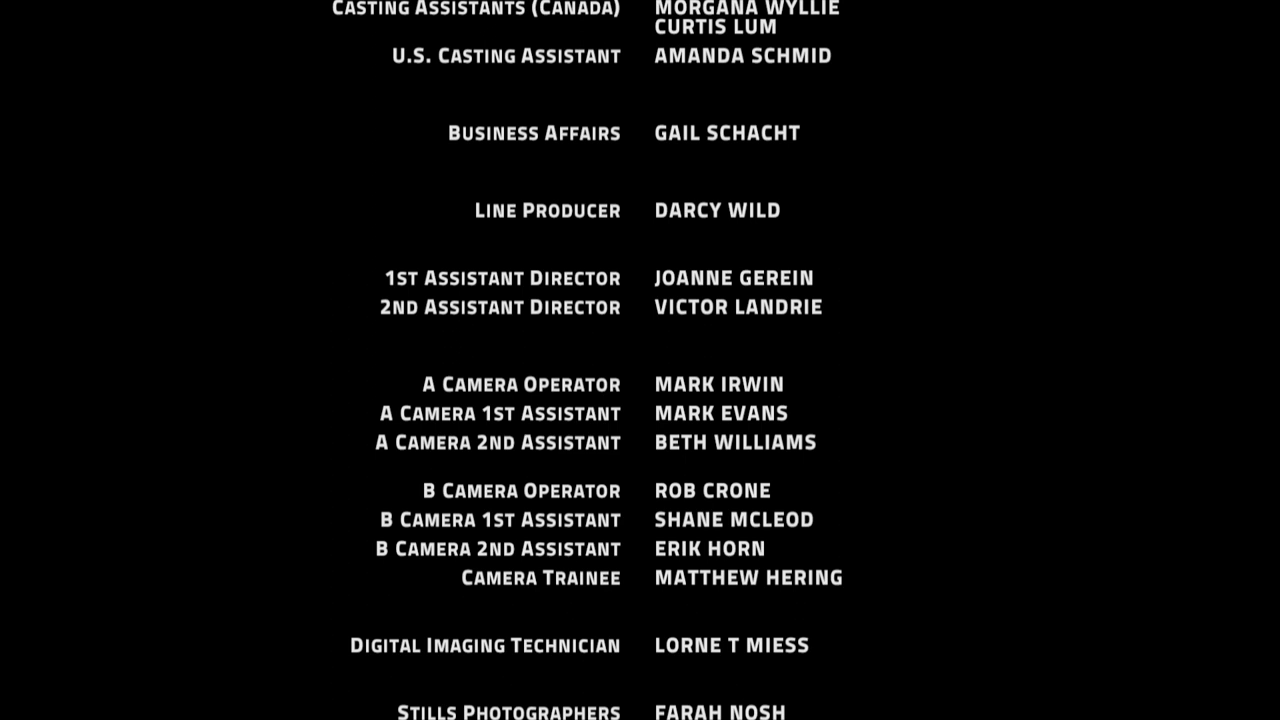 Casting Assistants (Canada) MORGANA WYLLIE
CURTIS LUM
U.S. Casting Assistant AMANDA SCHMID
Business Affairs GAIL SCHACHT
Line Producer DARCY WILD
1st Assistant Director JOANNE GEREIN
2nd Assistant Director VICTOR LANDRIE
A Camera Operator MARK IRWIN
A Camera 1st Assistant MARK EVANS
A Camera 2nd Assistant BETH WILLIAMS
B Camera Operator ROB CRONE
B Camera 1st Assistant SHANE MCLEOD
B Camera 2nd Assistant ERIK HORN
Camera Trainee MATTHEW HERING
Digital Imaging Technician LORNE T MIESS
Stills Photographers FARAH NOSH